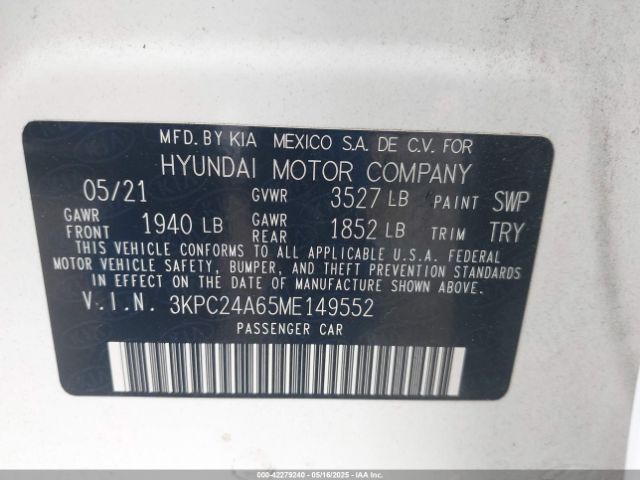 MFD. BY KIA MEXICO S.A. DE C.V. FOR
HYUNDAI MOTOR COMPANY
05/21 GVWR 3527 LB PAINT SWP
GAWR FRONT 1940 LB GAWR REAR 1852 LB TRIM TRY
THIS VEHICLE CONFORMS TO ALL APPLICABLE U.S.A. FEDERAL
MOTOR VEHICLE SAFETY, BUMPER, AND THEFT PREVENTION STANDARDS
IN EFFECT ON THE DATE OF MANUFACTURE SHOWN ABOVE.
V.I.N. 3KPC24A65ME149552
PASSENGER CAR
000-42279240 - 05/16/2025 - IAAI.COM